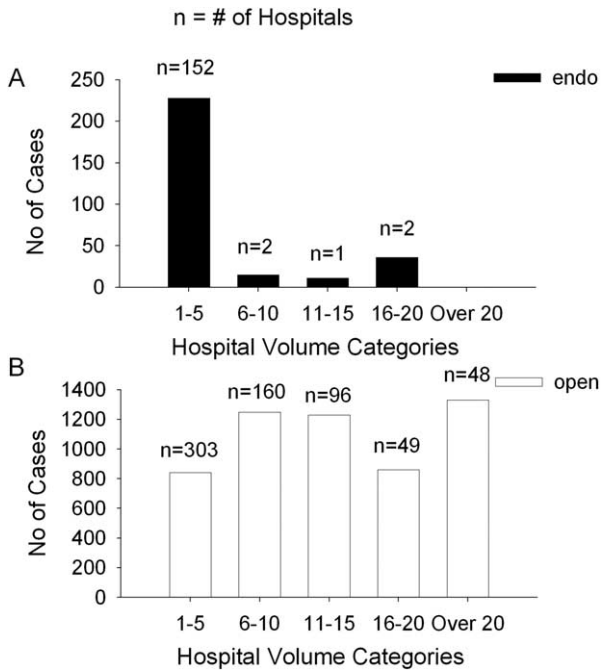 n = # of Hospitals
A
n=152
endo
250
200
150
100
50
0
No of Cases
n=2
n=1
n=2
1-5 6-10 11-15 16-20 Over 20
Hospital Volume Categories
B
n=48
open
1400
1200
1000
800
600
400
200
0
No of Cases
n=303
n=160
n=96
n=49
1-5 6-10 11-15 16-20 Over 20
Hospital Volume Categories